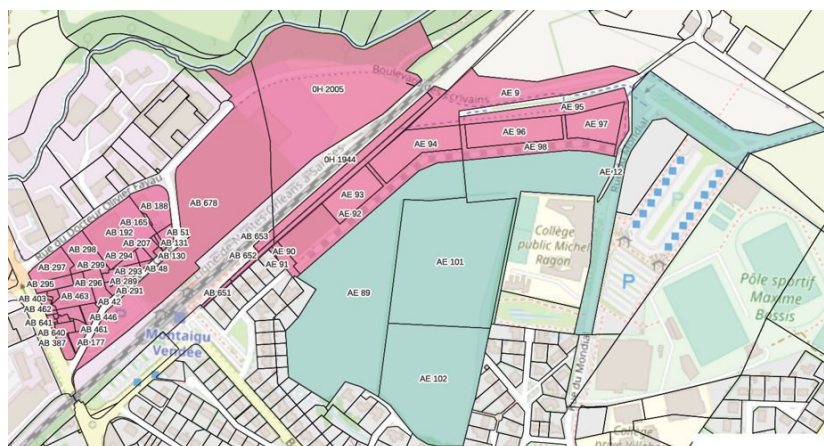 Boulevard des Écrivains
AE 9
0H 2005
AE 95
AE 96
AE 97
AE 94
AE 98
0H 1944
AE 12
Rue du Docteur Olivier Fayau
AB 188
AB 678
AE 93
AB 165
AB 192
AB 51
AE 92
AB 207
AB 131
AB 653
Collège
public Michel
Ragon
AB 298
AB 294
AB 130
AB 652
AE 90
AE 101
AB 297
AB 299
AB 293
AB 48
AE 91
P
P
AB 295
AB 296
AB 289
AB 291
AB 651
AE 89
Pôle sportif
Maxime
Bossis
AB 403
AB 463
AB 42
AB 462
AB 446
AB 641
AB 461
Montaigu
Vendée
AB 640
AB 387
AB 177
Rue du Mondial
AE 102
Collège